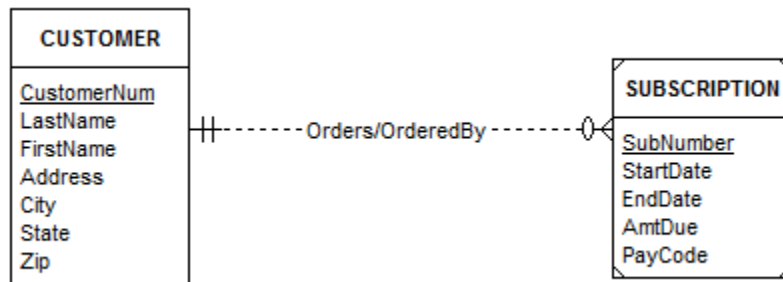 CUSTOMER
CustomerNum
LastName
FirstName
Address
City
State
Zip
Orders/OrderedBy
SUBSCRIPTION
SubNumber
StartDate
EndDate
AmtDue
PayCode